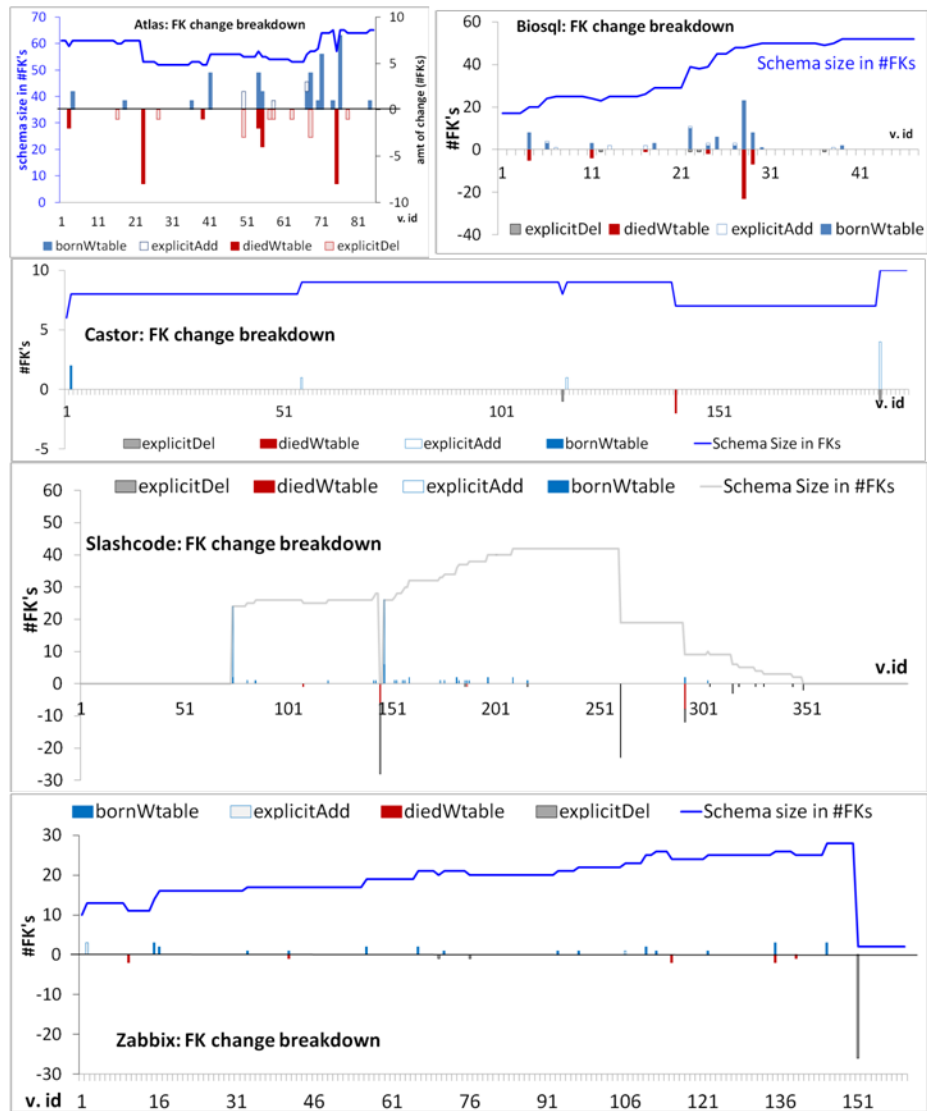 Atlas: FK change breakdown
schema size in #FK's
70
60
50
40
30
20
10
0
10
5
0
-5
-10
amt of change (#FKs)
1 11 21 31 41 51 61 71 81 v. id
bornWtable explicitAdd diedWtable explicitDel
Biosql: FK change breakdown
#FK's
60
40
20
0
-20
-40
Schema size in #FKs
v. id
1 11 21 31 41
explicitDel diedWtable explicitAdd bornWtable
Castor: FK change breakdown
#FK's
10
5
0
-5
1 51 101 151 v. id
explicitDel diedWtable explicitAdd bornWtable Schema Size in FKs
explicitDel diedWtable explicitAdd bornWtable Schema Size in #FKs
Slashcode: FK change breakdown
#FK's
60
50
40
30
20
10
0
-10
-20
-30
v.id
1 51 101 151 201 251 301 351
bornWtable explicitAdd diedWtable explicitDel Schema size in #FKs
#FK's
30
20
10
0
-10
-20
-30
Zabbix: FK change breakdown
v. id 1 16 31 46 61 76 91 106 121 136 151